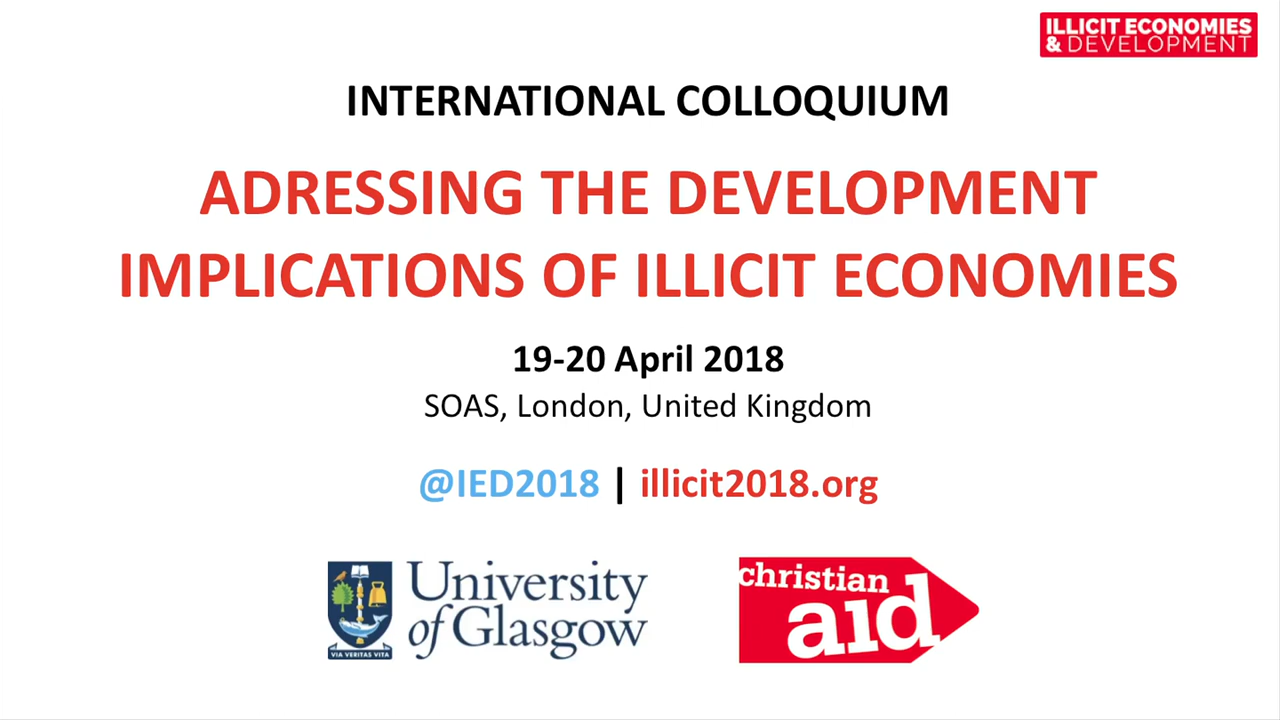 ILLICIT ECONOMIES
& DEVELOPMENT
INTERNATIONAL COLLOQUIUM
ADRESSING THE DEVELOPMENT
IMPLICATIONS OF ILLICIT ECONOMIES
19-20 April 2018
SOAS, London, United Kingdom
@IED2018 | illicit2018.org
University
of Glasgow
VIA VERITAS VITA
christian
aid